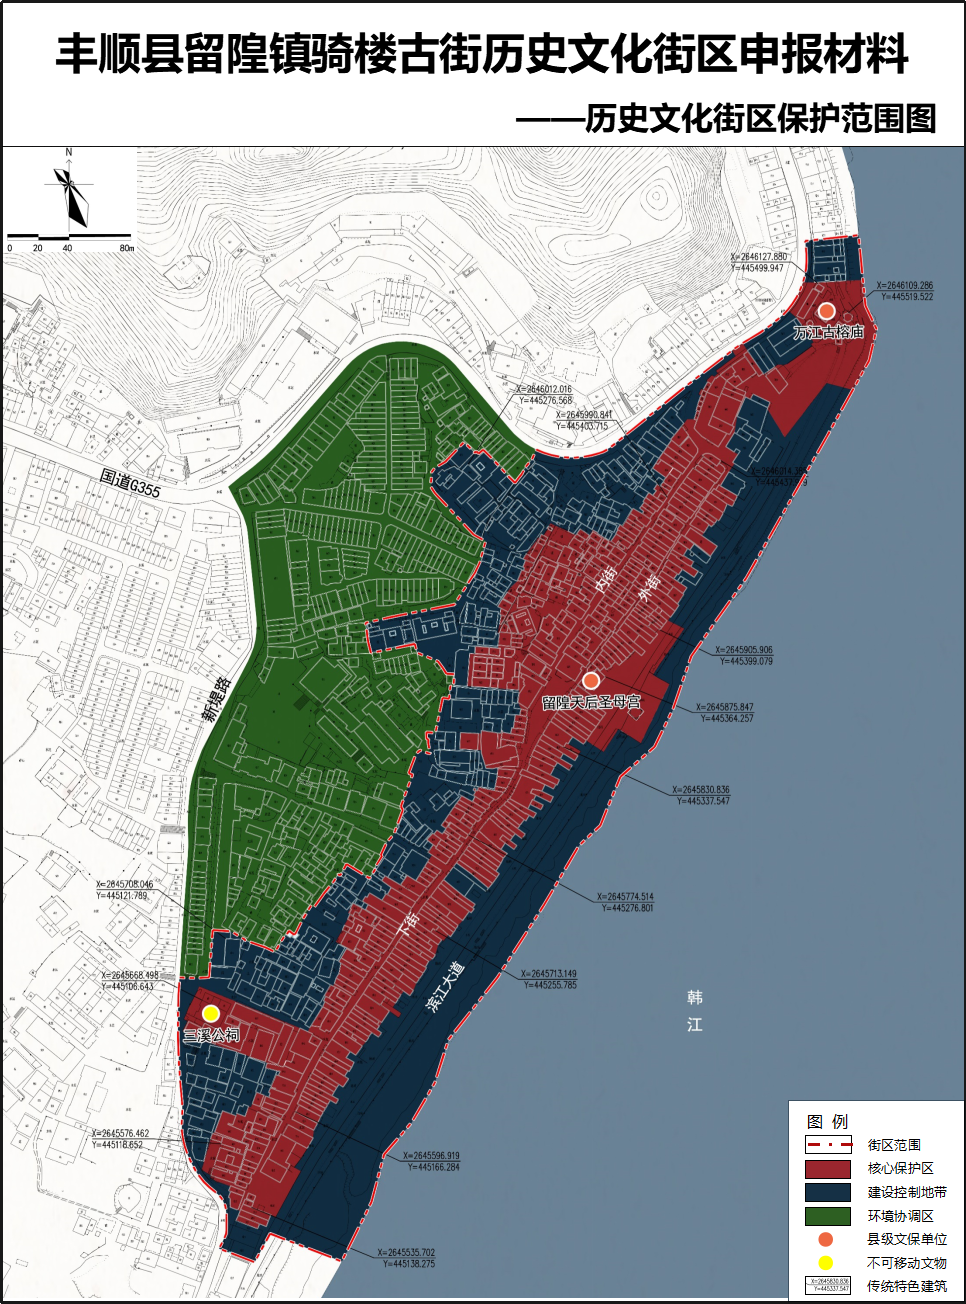 丰顺县留隍镇骑楼古街历史文化街区申报材料
——历史文化街区保护范围图
N
0 20 40 80m
X=2646127.880
Y=445499.947
X=2646109.286
Y=445519.522
万江古榕庙
X=2646012.016
Y=445276.568
X=2645990.841
Y=445403.715
国道G355
内街
外街
X=2645905.906
Y=445399.079
新堤路
留隍天后圣母宫
X=2645875.847
Y=445364.257
X=2645830.836
Y=445337.547
X=2645708.046
Y=445121.789
X=2645774.514
Y=445276.801
下街
X=2645668.498
Y=445106.643
X=2645713.149
Y=445255.785
滨江大道
韩
江
三溪公祠
X=2645576.462
Y=445118.652
X=2645596.919
Y=445166.284
X=2645535.702
Y=445138.275
图 例
街区范围
核心保护区
建设控制地带
环境协调区
县级文保单位
不可移动文物
X=2645830.836
Y=445337.547
传统特色建筑